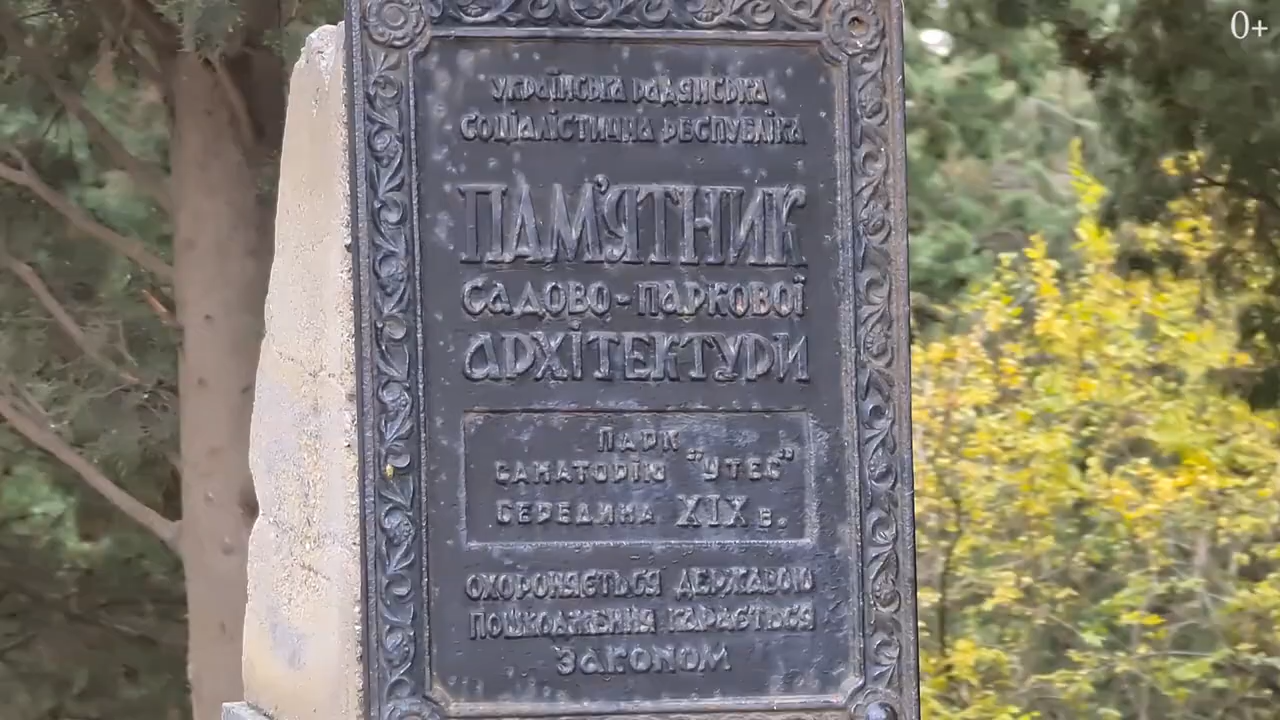 0+
УКРАЇНСЬКА РАДЯНСЬКА
СОЦІАЛІСТИЧНА РЕСПУБЛІКА
ПАМ'ЯТНИК
САДОВО-ПАРКОВОЇ
АРХІТЕКТУРИ
ПАРК
САНАТОРІЮ "УТЕС"
СЕРЕДИНА XIX в.
ОХОРОНЯЄТЬСЯ ДЕРЖАВОЮ
ПОШКОДЖЕННЯ КАРАЄТЬСЯ
ЗАКОНОМ